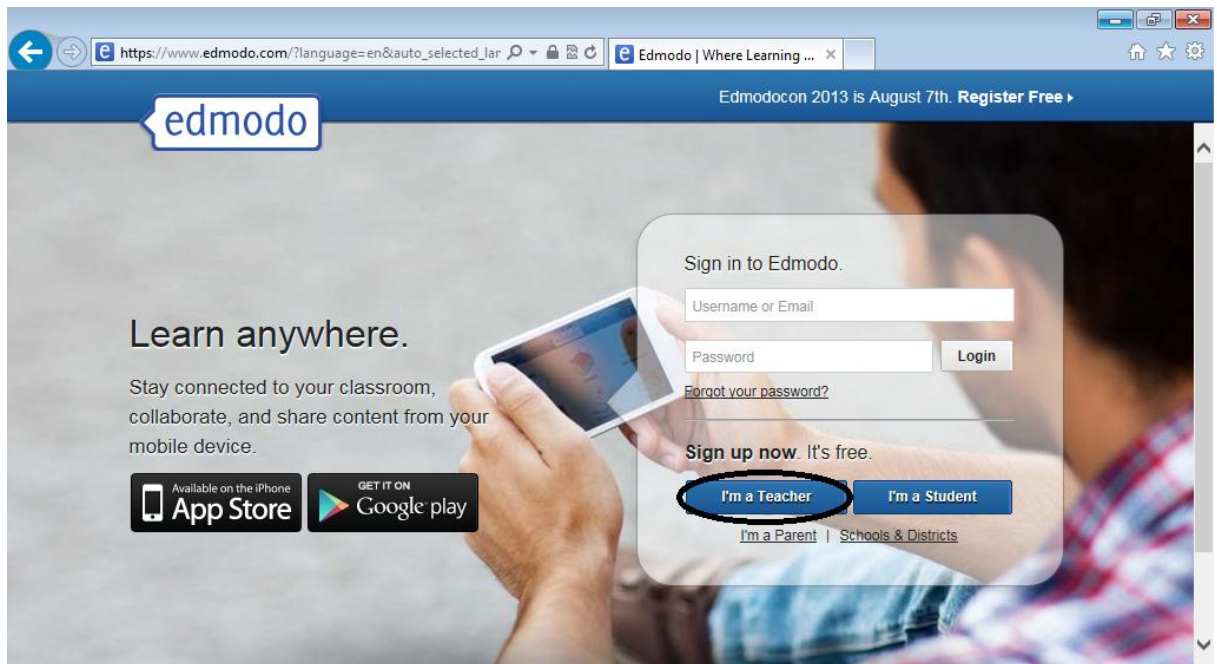 https://www.edmodo.com/?language=en&auto_selected_lar
Edmodo | Where Learning ...
edmodo
Edmodocon 2013 is August 7th. Register Free
Learn anywhere.
Stay connected to your classroom,
collaborate, and share content from your
mobile device.
Available on the iPhone
App Store
GET IT ON
Google play
Sign in to Edmodo.
Username or Email
Password
Login
Forgot your password?
Sign up now. It's free.
I'm a Teacher
I'm a Student
I'm a Parent | Schools & Districts